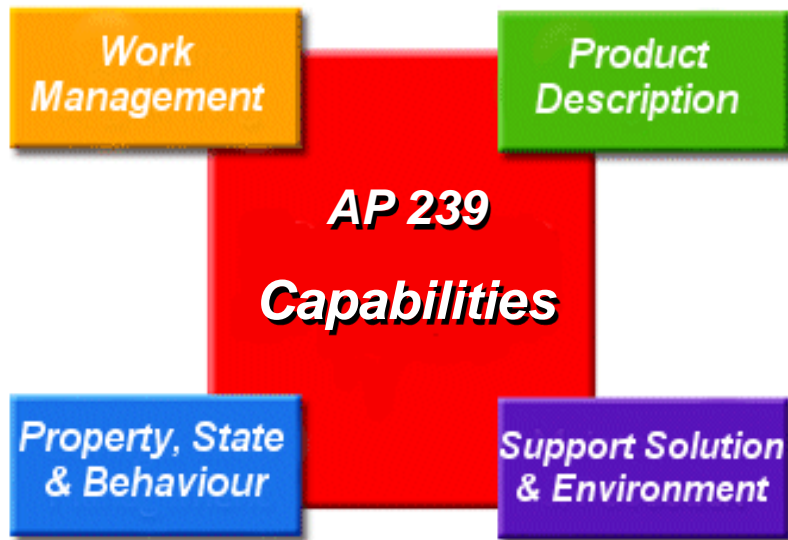 Work
Management
Product
Description
AP 239
Capabilities
Property, State
& Behaviour
Support Solution
& Environment